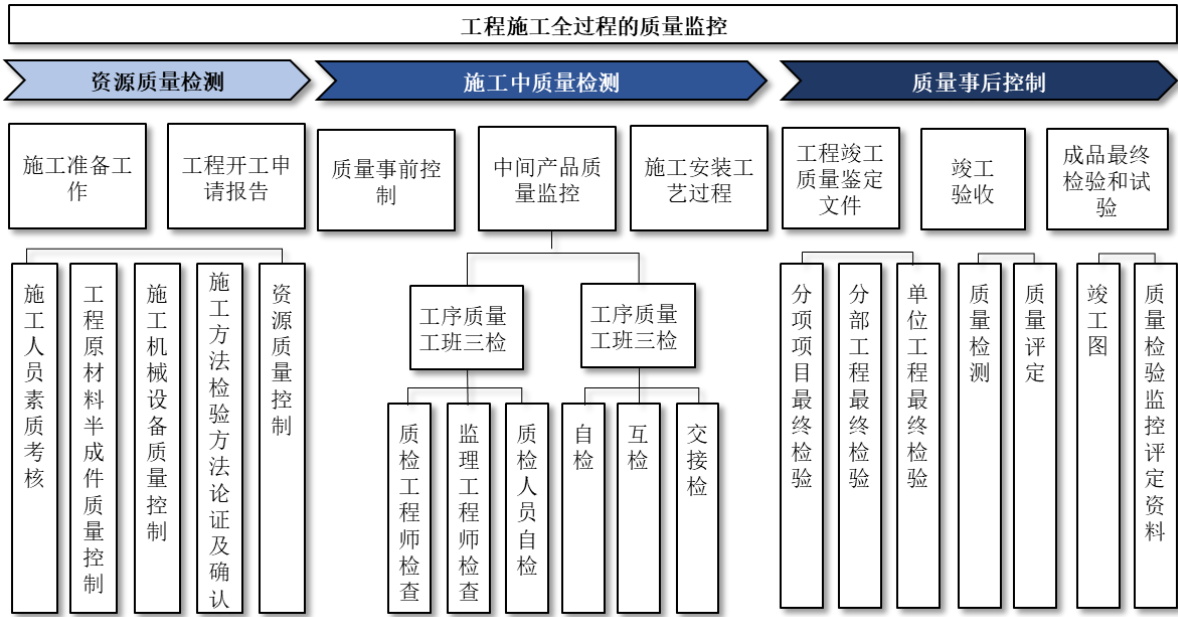 工程施工全过程的质量监控
资源质量检测
施工中质量检测
质量事后控制
施工准备工
作
工程开工申
请报告
质量事前控
制
中间产品质
量监控
施工安装工
艺过程
工程竣工
质量鉴定
文件
竣工
验收
成品最终
检验和试
验
施工人员素质考核
工程原材料半成件质量控制
施工机械设备质量控制
施工方法检验方法论证及确认
资源质量控制
工序质量
工班三检
工序质量
工班三检
质检工程师检查
监理工程师检查
质检人员自检
自检
互检
交接检
分项项目最终检验
分部工程最终检验
单位工程最终检验
质量检测
质量评定
竣工图
质量检验监控评定资料